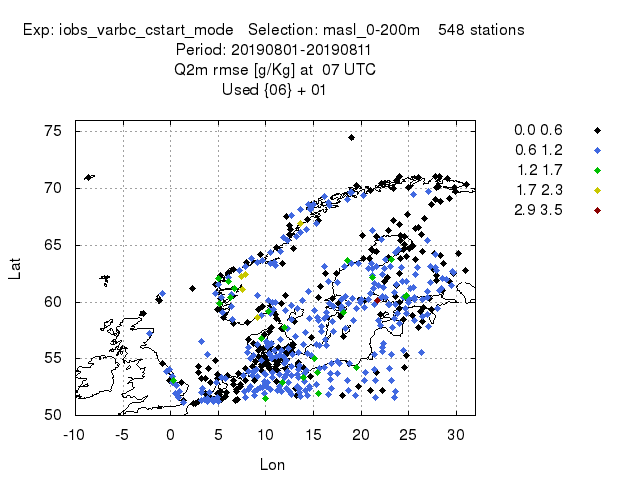 Exp: iobs_varbc_cstart_mode   Selection: masl_0-200m    548 stations
Period: 20190801-20190811
Q2m rmse [g/Kg] at  07 UTC
Used {06} + 01
0.0 0.6
0.6 1.2
1.2 1.7
1.7 2.3
2.9 3.5
75
70
65
60
55
50
Lat
-10 -5 0 5 10 15 20 25 30
Lon